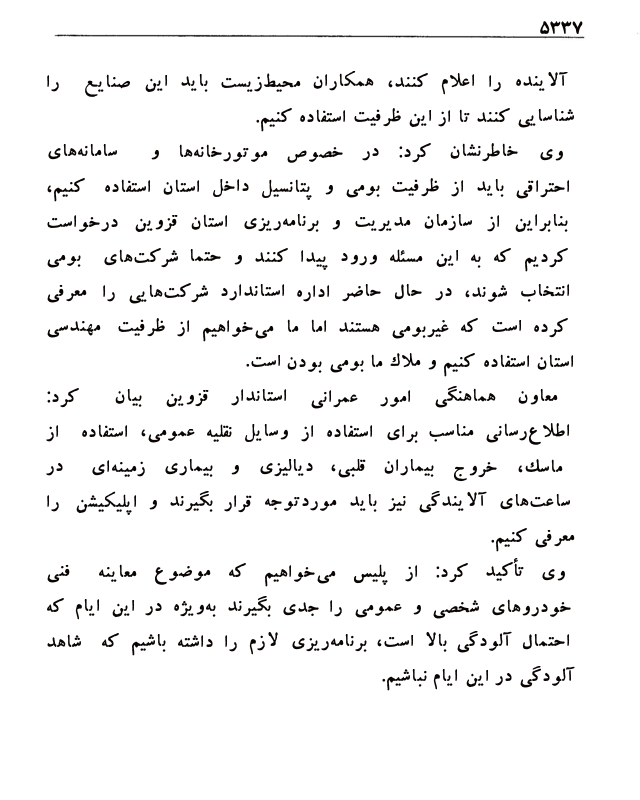 ۵۳۳۷
آلاینده را اعلام کنند، همکاران محیط‌زیست باید این صنایع را
شناسایی کنند تا از این ظرفیت استفاده کنیم.
وی خاطرنشان کرد: در خصوص موتورخانه‌ها و سامانه‌های
احتراقی باید از ظرفیت بومی و پتانسیل داخل استان استفاده کنیم،
بنابراین از سازمان مدیریت و برنامه‌ریزی استان قزوین درخواست
کردیم که به این مسئله ورود پیدا کنند و حتما شرکت‌های بومی
انتخاب شوند، در حال حاضر اداره استاندارد شرکت‌هایی را معرفی
کرده است که غیربومی هستند اما ما می‌خواهیم از ظرفیت مهندسی
استان استفاده کنیم و ملاك ما بومی بودن است.
معاون هماهنگی امور عمرانی استاندار قزوین بیان کرد:
اطلاع‌رسانی مناسب برای استفاده از وسایل نقلیه عمومی، استفاده از
ماسك، خروج بیماران قلبی، دیالیزی و بیماری زمینه‌ای در
ساعت‌های آلایندگی نیز باید موردتوجه قرار بگیرند و اپلیکیشن را
معرفی کنیم.
وی تأکید کرد: از پلیس می‌خواهیم که موضوع معاینه فنی
خودروهای شخصی و عمومی را جدی بگیرند به‌ویژه در این ایام که
احتمال آلودگی بالا است، برنامه‌ریزی لازم را داشته باشیم که شاهد
آلودگی در این ایام نباشیم.